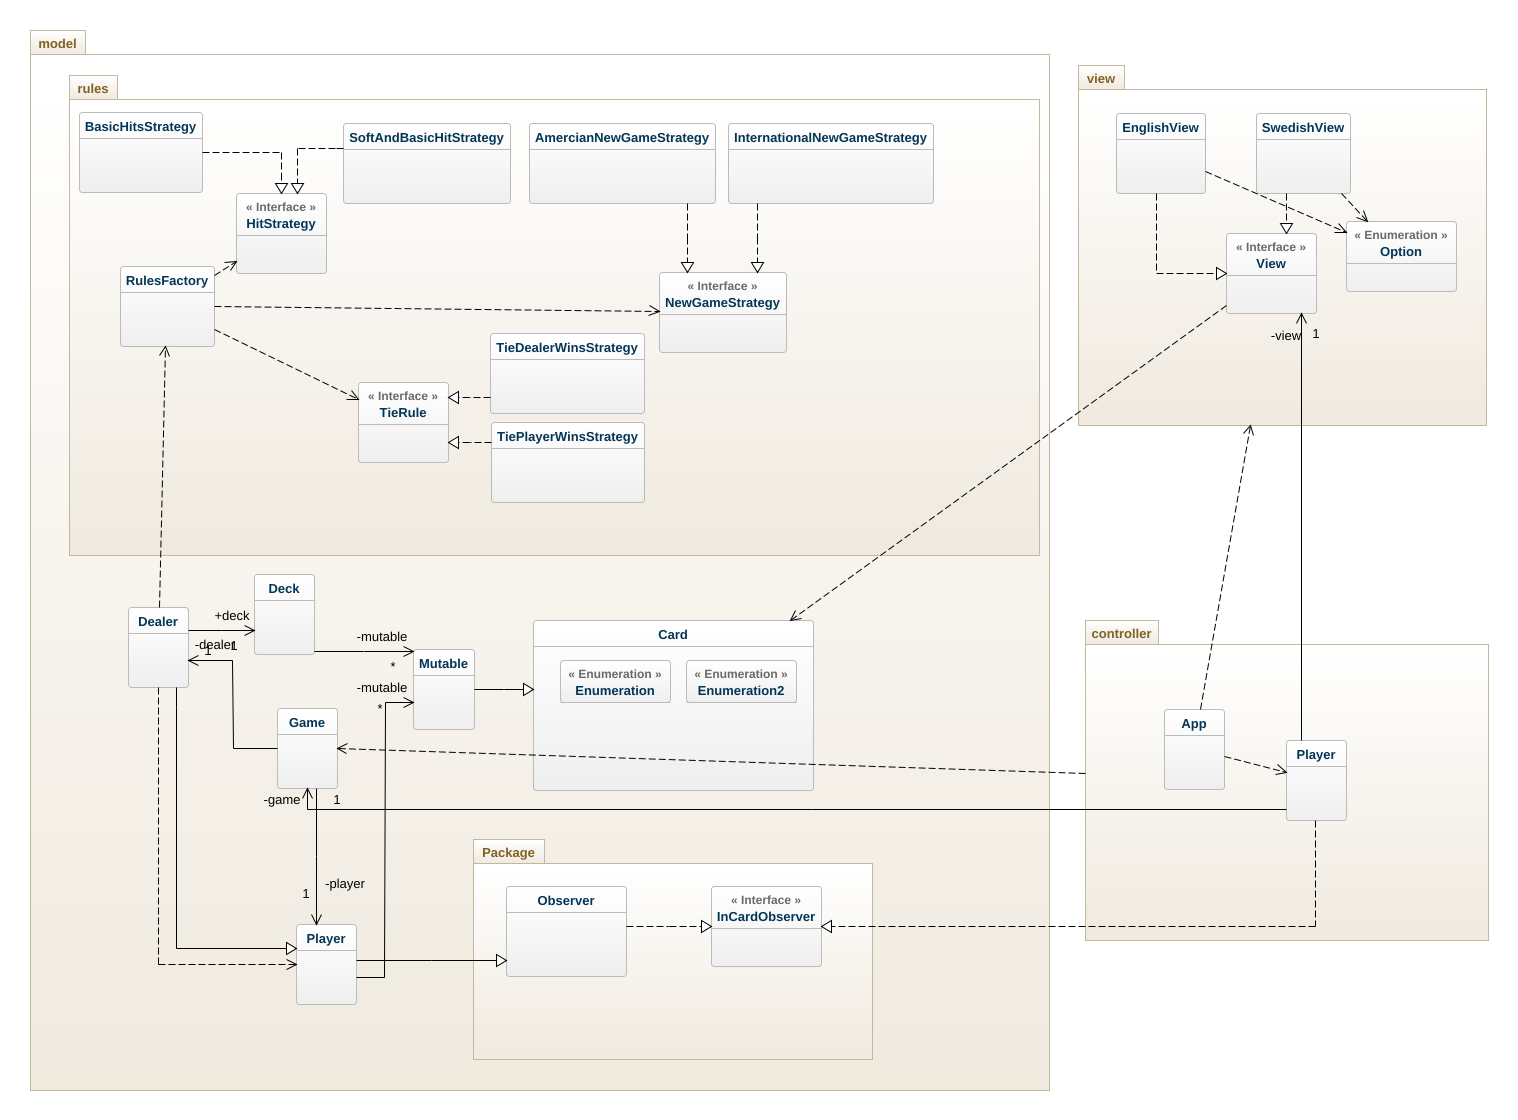 model
rules
BasicHitsStrategy
SoftAndBasicHitStrategy
AmercianNewGameStrategy
InternationalNewGameStrategy
« Interface »
HitStrategy
RulesFactory
« Interface »
NewGameStrategy
TieDealerWinsStrategy
« Interface »
TieRule
TiePlayerWinsStrategy
view
EnglishView
SwedishView
« Interface »
View
« Enumeration »
Option
-view
1
Deck
Dealer
+deck
1
-dealer
1
-mutable
*
Mutable
-mutable
*
Card
« Enumeration »
Enumeration
« Enumeration »
Enumeration2
Game
-game
1
-player
1
Player
Package
Observer
« Interface »
InCardObserver
controller
App
Player